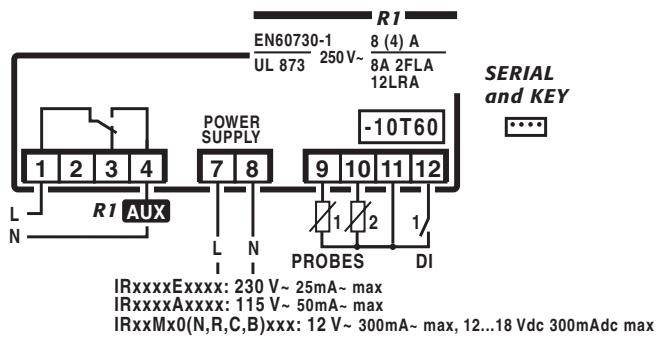 R1
EN60730-1
UL 873
250 V~
8 (4) A
8A 2FLA
12LRA
SERIAL
and KEY
POWER
SUPPLY
-10T60
1 2 3 4 7 8 9 10 11 12
L
N
R1 AUX
L N
1 2 1
PROBES DI
IRxxxxExxxx: 230 V~ 25mA~ max
IRxxxxAxxxx: 115 V~ 50mA~ max
IRxxMx0(N,R,C,B)xxx: 12 V~ 300mA~ max, 12...18 Vdc 300mAdc max